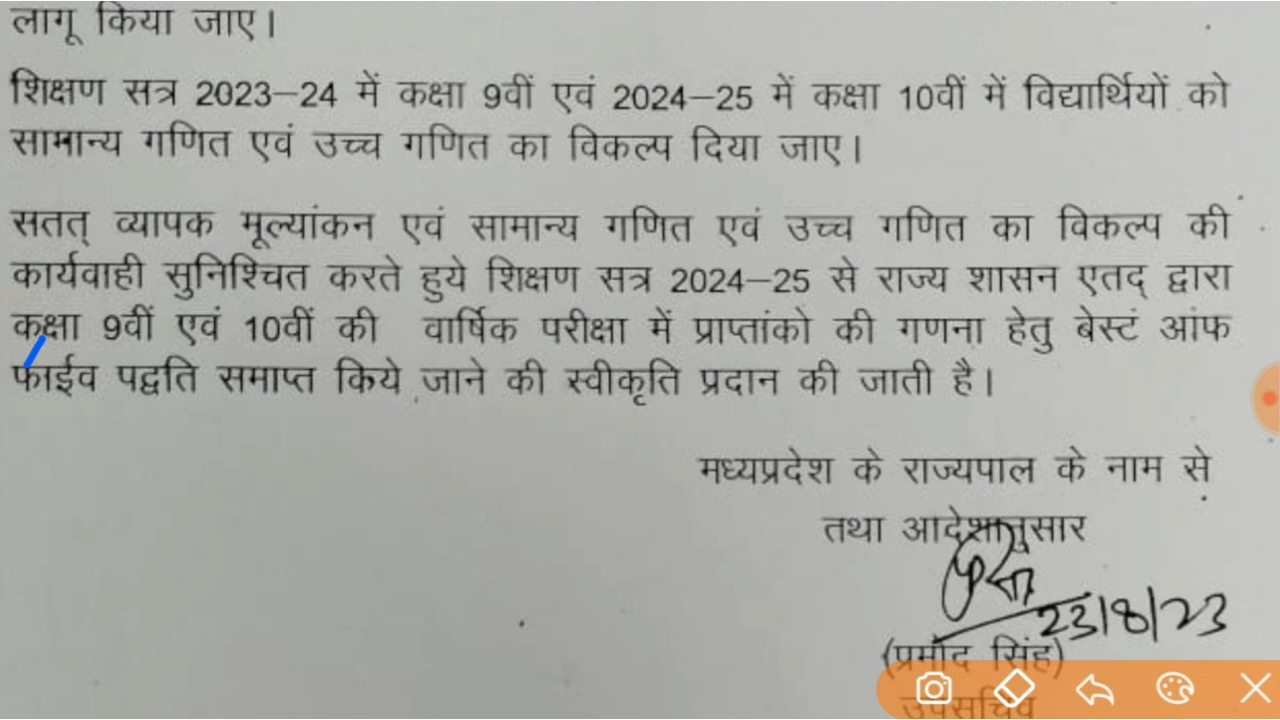 लागू किया जाए।
शिक्षण सत्र 2023–24 में कक्षा 9वीं एवं 2024–25 में कक्षा 10वीं में विद्यार्थियों को
सामान्य गणित एवं उच्च गणित का विकल्प दिया जाए।
सतत् व्यापक मूल्यांकन एवं सामान्य गणित एवं उच्च गणित का विकल्प की
कार्यवाही सुनिश्चित करते हुये शिक्षण सत्र 2024–25 से राज्य शासन एतद् द्वारा
कक्षा 9वीं एवं 10वीं की वार्षिक परीक्षा में प्राप्तांको की गणना हेतु बेस्टं आंफ
फाईव पद्वति समाप्त किये जाने की स्वीकृति प्रदान की जाती है।
मध्यप्रदेश के राज्यपाल के नाम से
तथा आदेशानुसार
23/8/23
(प्रमोद सिंह)
उपसचिव